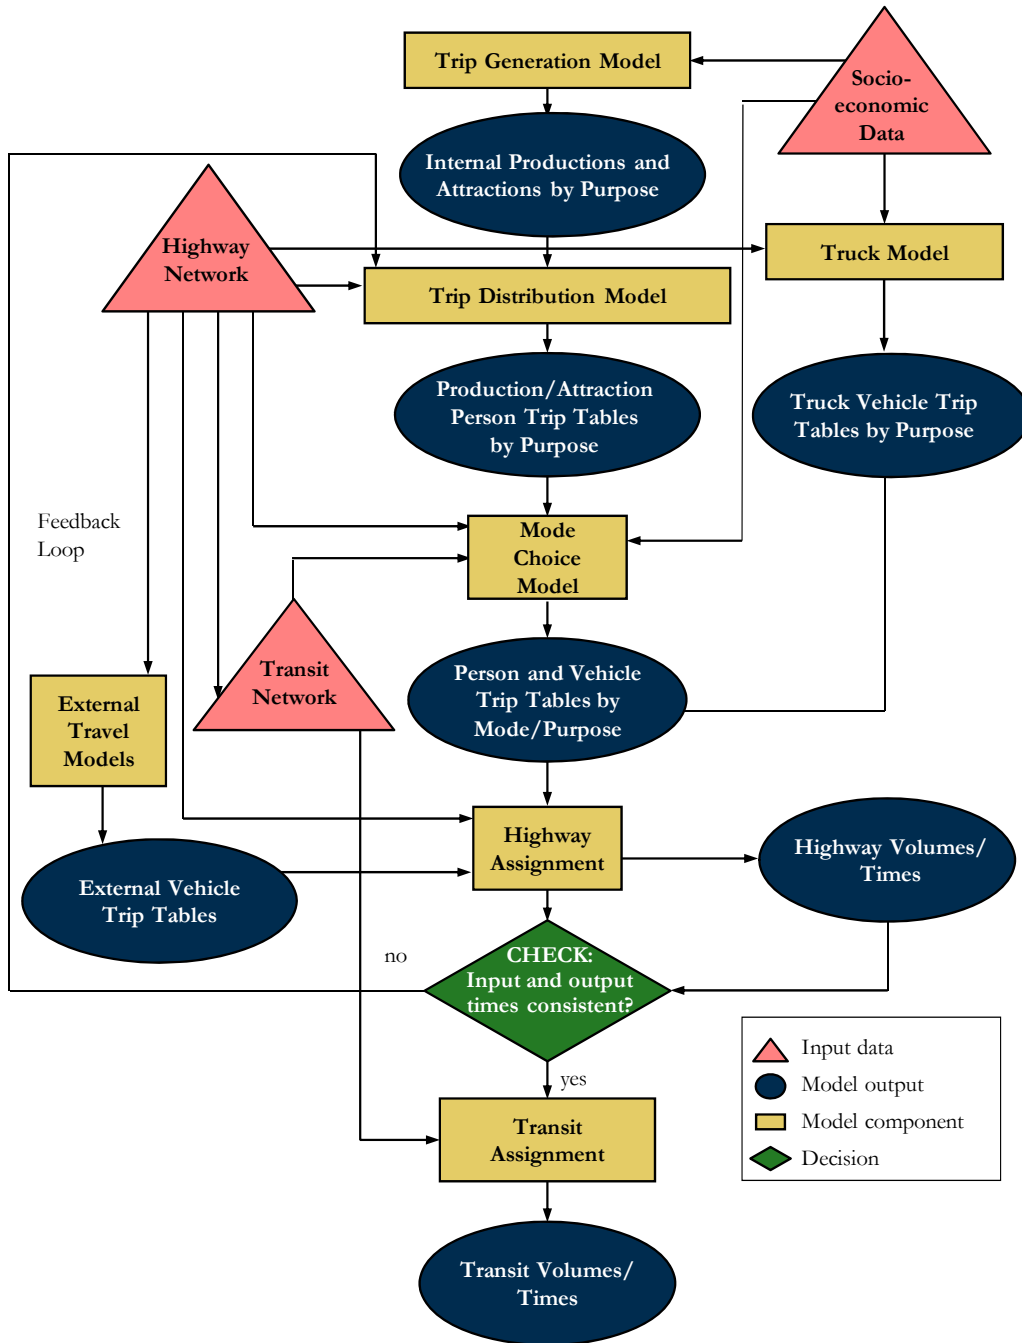 Trip Generation Model
Socio-
economic
Data
Internal Productions and
Attractions by Purpose
Highway
Network
Truck Model
Trip Distribution Model
Production/Attraction
Person Trip Tables
by Purpose
Truck Vehicle Trip
Tables by Purpose
Feedback
Loop
Mode
Choice
Model
Transit
Network
Person and Vehicle
Trip Tables by
Mode/Purpose
External
Travel
Models
Highway
Assignment
Highway Volumes/
Times
External Vehicle
Trip Tables
no
CHECK:
Input and output
times consistent?
yes
Input data
Model output
Model component
Decision
Transit
Assignment
Transit Volumes/
Times